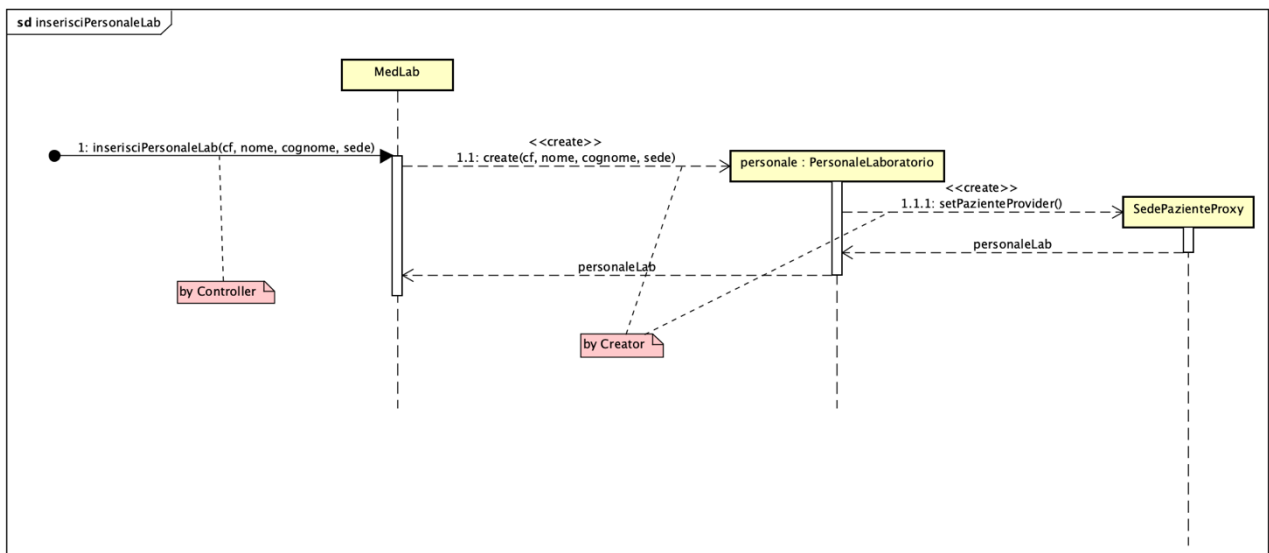 sd inserisciPersonaleLab
MedLab
1: inserisciPersonaleLab(cf, nome, cognome, sede)
<<create>>
1.1: create(cf, nome, cognome, sede)
personale : PersonaleLaboratorio
<<create>>
1.1.1: setPazienteProvider()
SedePazienteProxy
personaleLab
personaleLab
by Controller
by Creator